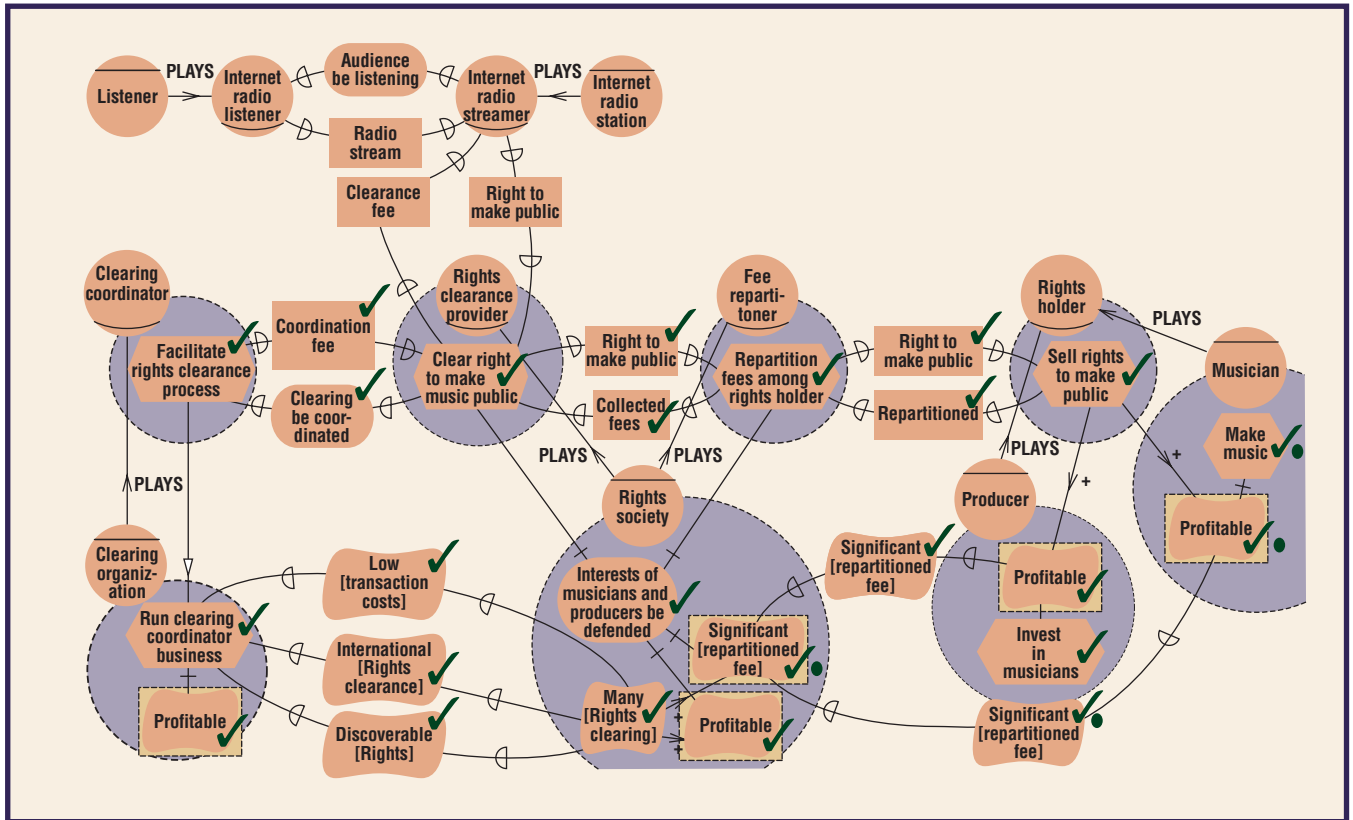 Listener
PLAYS
Internet
radio
listener
Audience
be listening
Radio
stream
Internet
radio
streamer
PLAYS
Internet
radio
station
Clearance
fee
Right to
make public
Clearing
coordinator
Facilitate
rights clearance
process
Coordination
fee
Clearing
be coor-
dinated
Rights
clearance
provider
Clear right
to make
music public
Right to
make public
Collected
fees
Fee
reparti-
toner
Repartition
fees among
rights holder
Right to
make public
Repartitioned
Rights
holder
Sell rights
to make
public
PLAYS
Musician
Make
music
+
Profitable
PLAYS
PLAYS
PLAYS
PLAYS
+
Rights
society
Producer
Clearing
organiz-
ation
Run clearing
coordinator
business
Profitable
Low
[transaction
costs]
International
[Rights
clearance]
Discoverable
[Rights]
Interests of
musicians and
producers be
defended
Significant
[repartitioned
fee]
Many
[Rights
clearing]
+
+
Profitable
Significant
[repartitioned
fee]
Profitable
Invest
in
musicians
Significant
[repartitioned
fee]